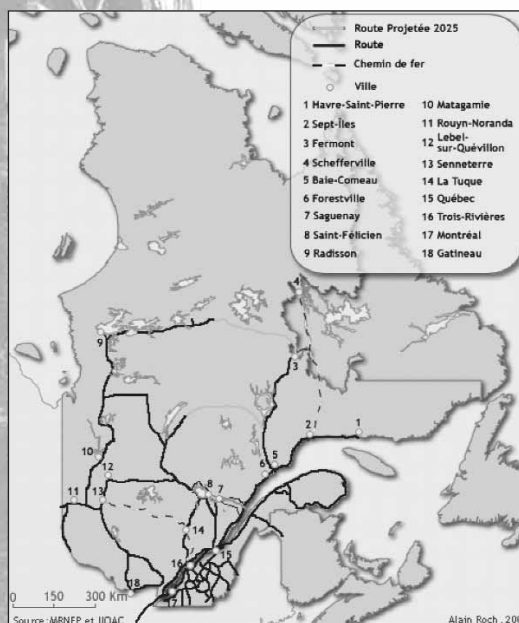 Route Projetée 2025
Route
Chemin de fer
Ville
1 Havre-Saint-Pierre
2 Sept-Îles
3 Fermont
4 Schefferville
5 Baie-Comeau
6 Forestville
7 Saguenay
8 Saint-Félicien
9 Radisson
10 Matagamie
11 Rouyn-Noranda
12 Lebel-
sur-Quévillon
13 Senneterre
14 La Tuque
15 Québec
16 Trois-Rivières
17 Montréal
18 Gatineau
4
9
3
2
1
10
5
12
6
11
13
8
7
14
15
16
18
17
0
150
300 Km
Source: MRNFP et UQAC
Alain Roch, 200